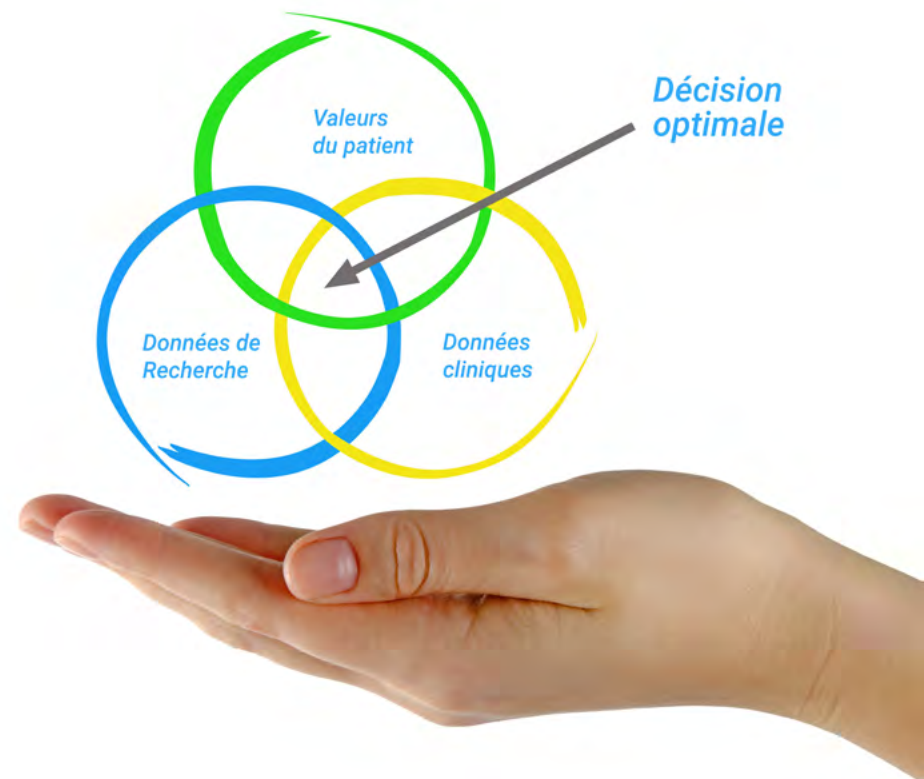 Valeurs
du patient
Décision
optimale
Données de
Recherche
Données
cliniques